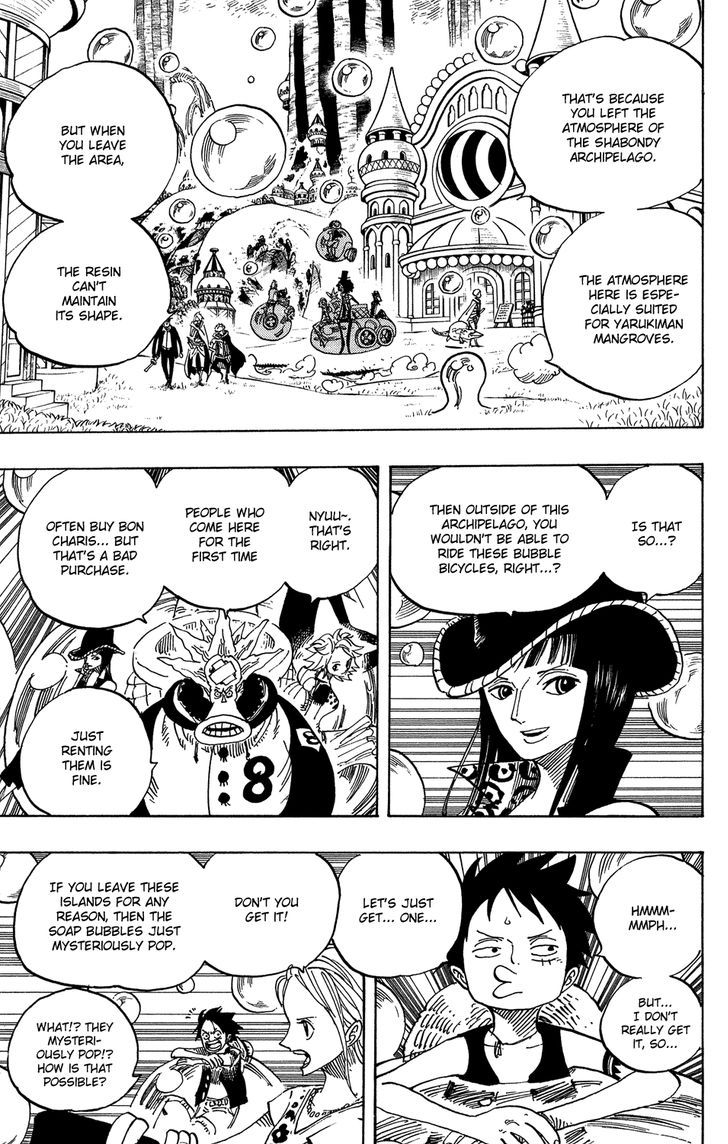 THAT'S BECAUSE
YOU LEFT THE
ATMOSPHERE OF
THE SHABONDY
ARCHIPELAGO.
THE ATMOSPHERE
HERE IS ESPE-
CIALLY SUITED
FOR YARUKIMAN
MANGROVES.
BUT WHEN
YOU LEAVE
THE AREA,
THE RESIN
CAN'T
MAINTAIN
ITS SHAPE.
IS THAT
SO...?
THEN OUTSIDE OF THIS
ARCHIPELAGO, YOU
WOULDN'T BE ABLE TO
RIDE THESE BUBBLE
BICYCLES, RIGHT...?
NYUU~.
THAT'S
RIGHT.
PEOPLE WHO
COME HERE
FOR THE
FIRST TIME
OFTEN BUY BON
CHARIS... BUT
THAT'S A BAD
PURCHASE.
JUST
RENTING
THEM IS
FINE.
8
8
HMMM-
MMPH...
BUT...
I DON'T
REALLY GET
IT, SO...
LET'S JUST
GET... ONE...
DON'T YOU
GET IT!
IF YOU LEAVE THESE
ISLANDS FOR ANY
REASON, THEN THE
SOAP BUBBLES JUST
MYSTERIOUSLY POP.
WHAT!? THEY
MYSTERI-
OUSLY POP!?
HOW IS THAT
POSSIBLE?